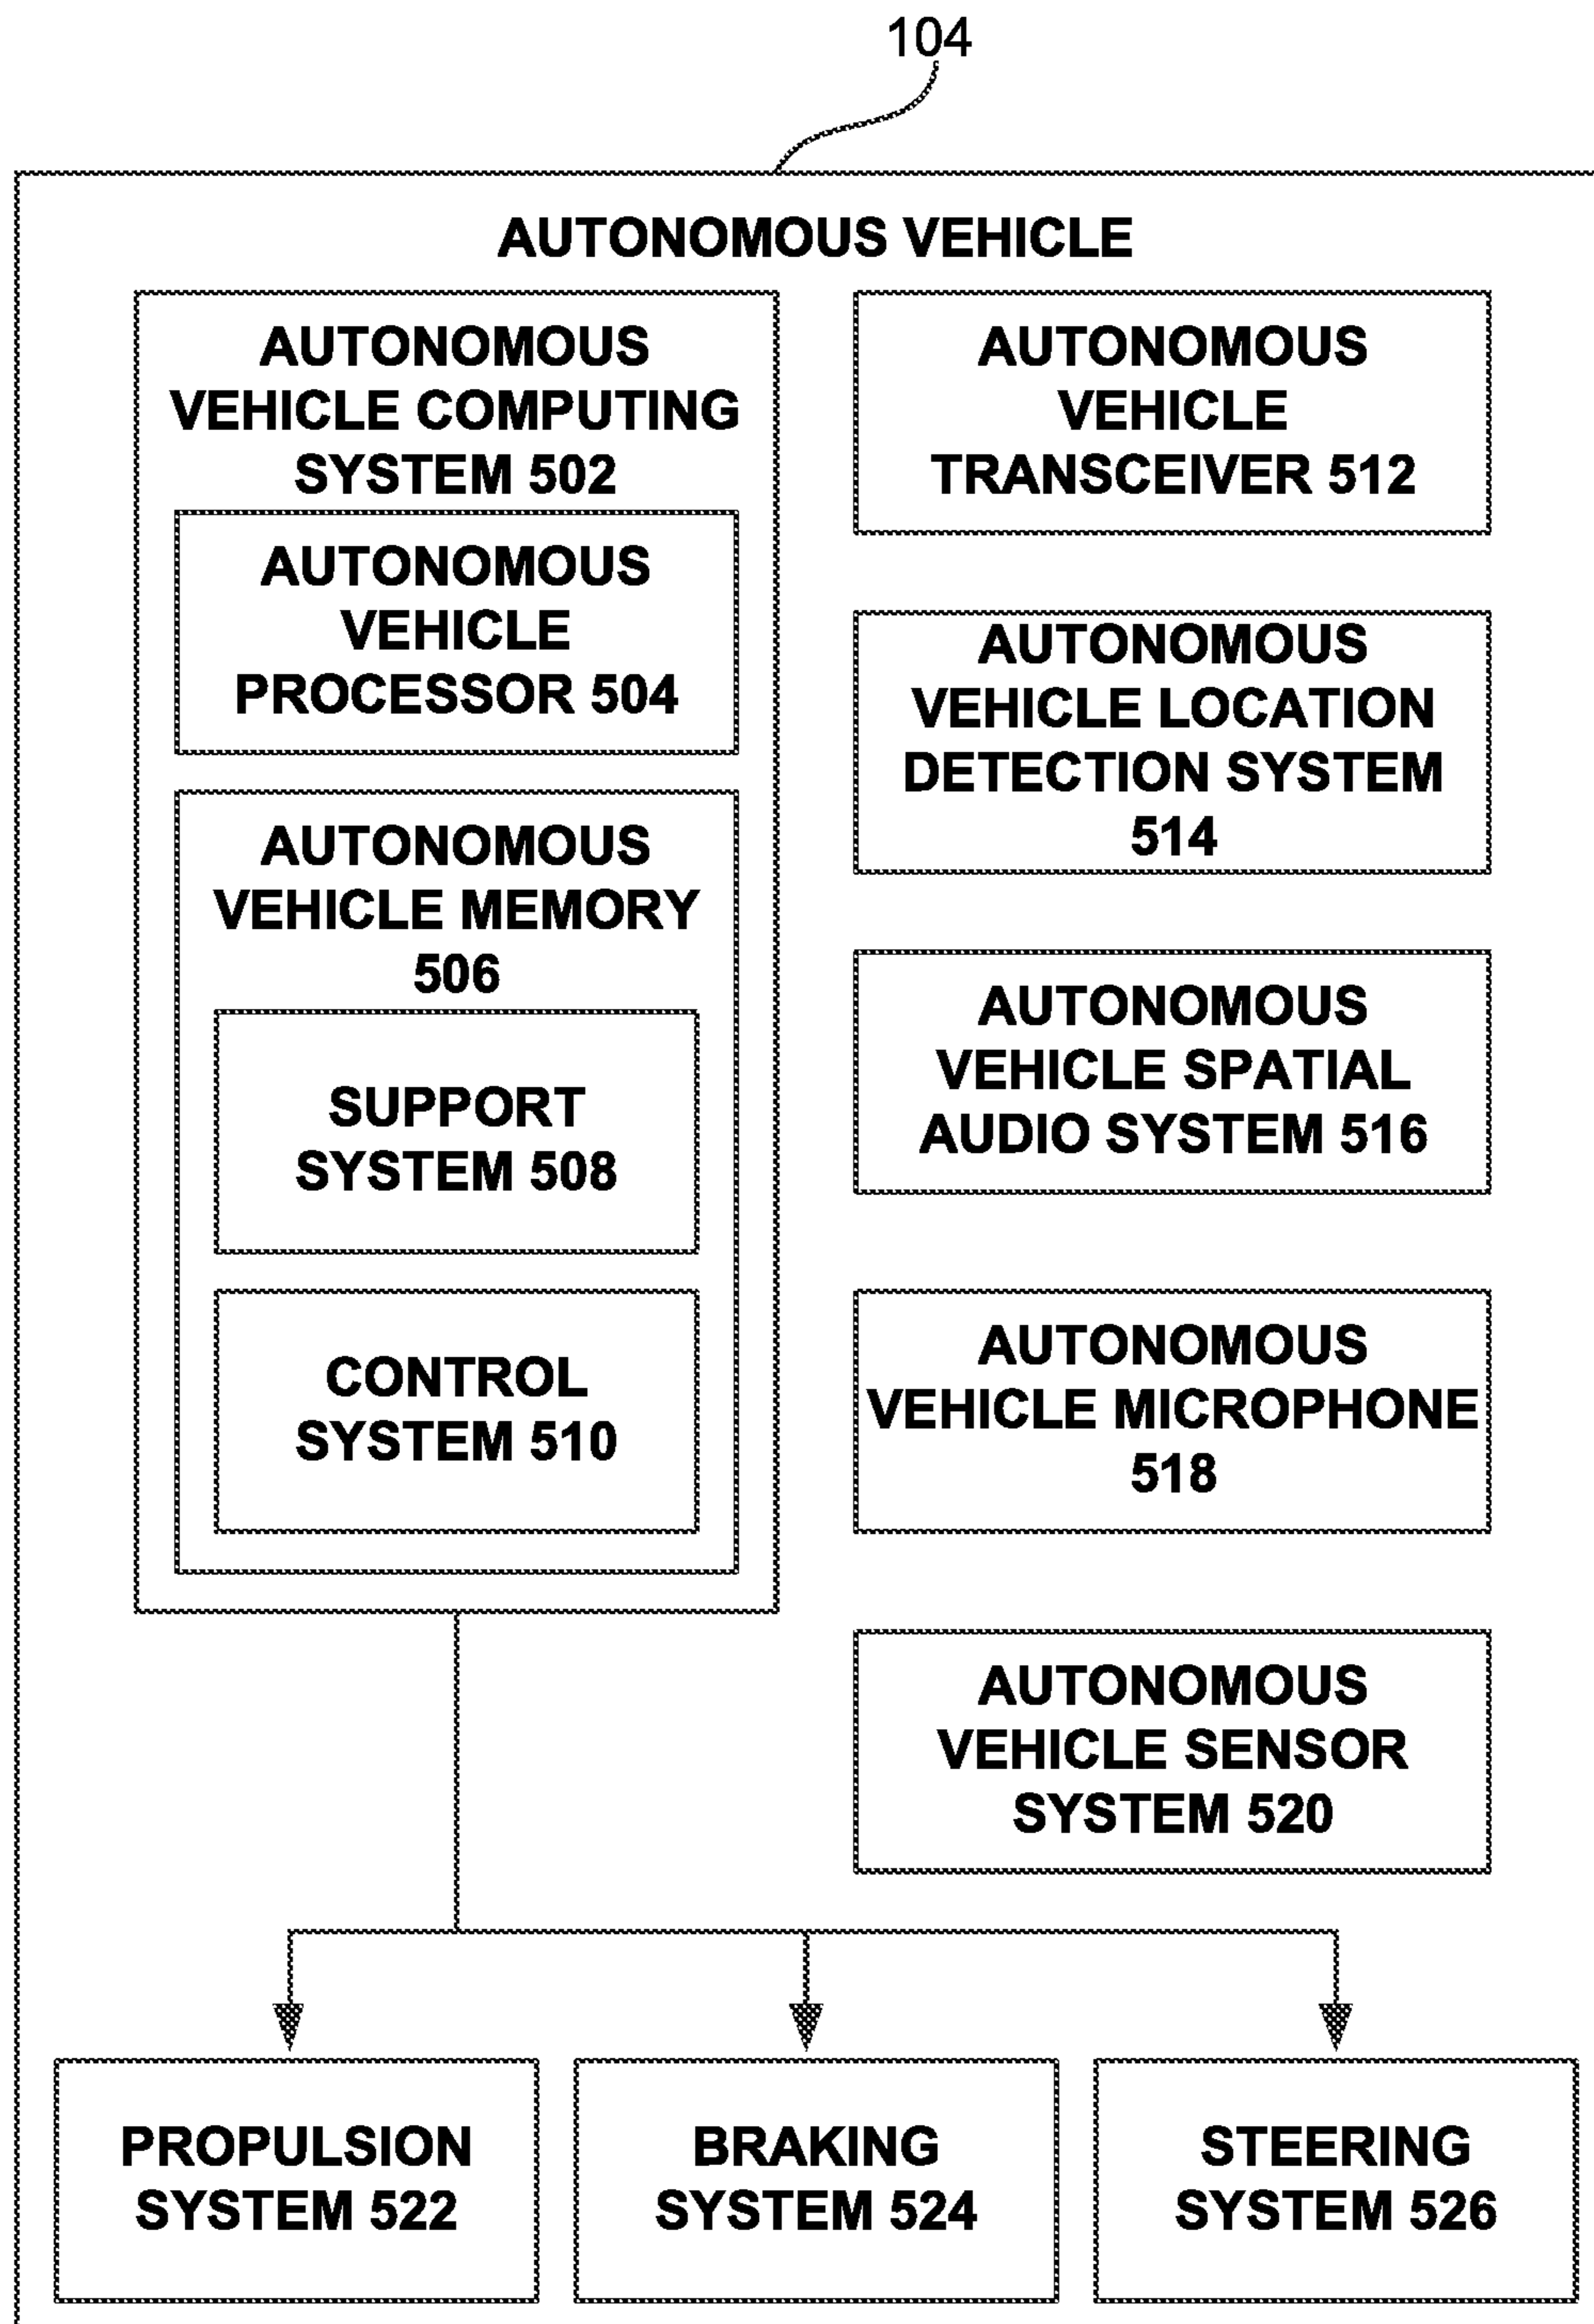 104
AUTONOMOUS VEHICLE
AUTONOMOUS
VEHICLE COMPUTING
SYSTEM 502
AUTONOMOUS
VEHICLE
PROCESSOR 504
AUTONOMOUS
VEHICLE MEMORY
506
SUPPORT
SYSTEM 508
CONTROL
SYSTEM 510
AUTONOMOUS
VEHICLE
TRANSCEIVER 512
AUTONOMOUS
VEHICLE LOCATION
DETECTION SYSTEM
514
AUTONOMOUS
VEHICLE SPATIAL
AUDIO SYSTEM 516
AUTONOMOUS
VEHICLE MICROPHONE
518
AUTONOMOUS
VEHICLE SENSOR
SYSTEM 520
PROPULSION
SYSTEM 522
BRAKING
SYSTEM 524
STEERING
SYSTEM 526